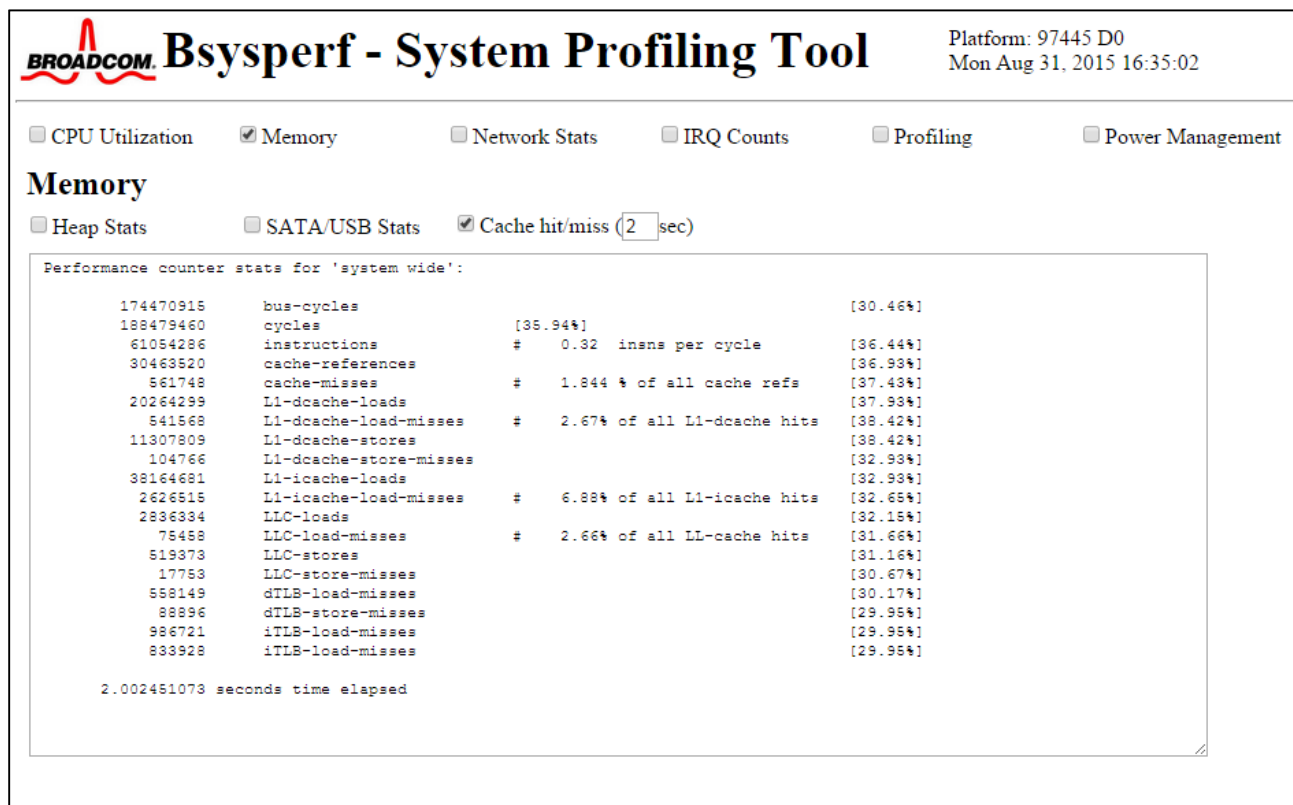 BROADCOM. Bsysperf - System Profiling Tool
Platform: 97445 D0
Mon Aug 31, 2015 16:35:02
CPU Utilization Memory Network Stats IRQ Counts Profiling Power Management
Memory
Heap Stats SATA/USB Stats Cache hit/miss (2 sec)
Performance counter stats for 'system wide':
174470915 bus-cycles [30.46%]
188479460 cycles [35.94%]
61054286 instructions # 0.32 insns per cycle [36.44%]
30463520 cache-references [36.93%]
561748 cache-misses # 1.844 % of all cache refs [37.43%]
20264299 L1-dcache-loads [37.93%]
541568 L1-dcache-load-misses # 2.67% of all L1-dcache hits [38.42%]
11307809 L1-dcache-stores [38.42%]
104766 L1-dcache-store-misses [32.93%]
38164681 L1-icache-loads [32.93%]
2626515 L1-icache-load-misses # 6.88% of all L1-icache hits [32.65%]
2836334 LLC-loads [32.15%]
75458 LLC-load-misses # 2.66% of all LL-cache hits [31.66%]
519373 LLC-stores [31.16%]
17753 LLC-store-misses [30.67%]
558149 dTLB-load-misses [30.17%]
88896 dTLB-store-misses [29.95%]
986721 iTLB-load-misses [29.95%]
833928 iTLB-load-misses [29.95%]
2.002451073 seconds time elapsed